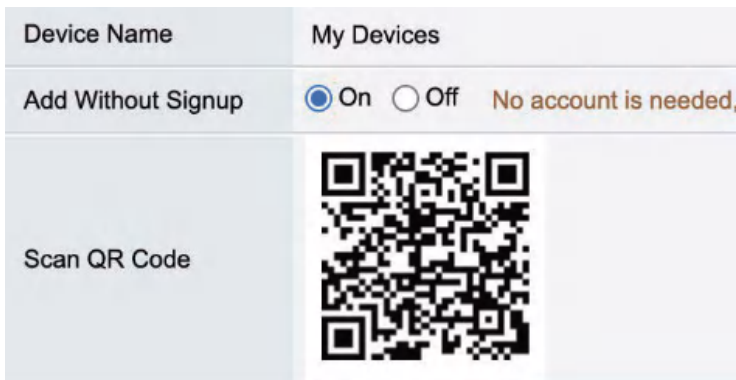 Device Name My Devices
Add Without Signup On Off No account is needed,
Scan QR Code